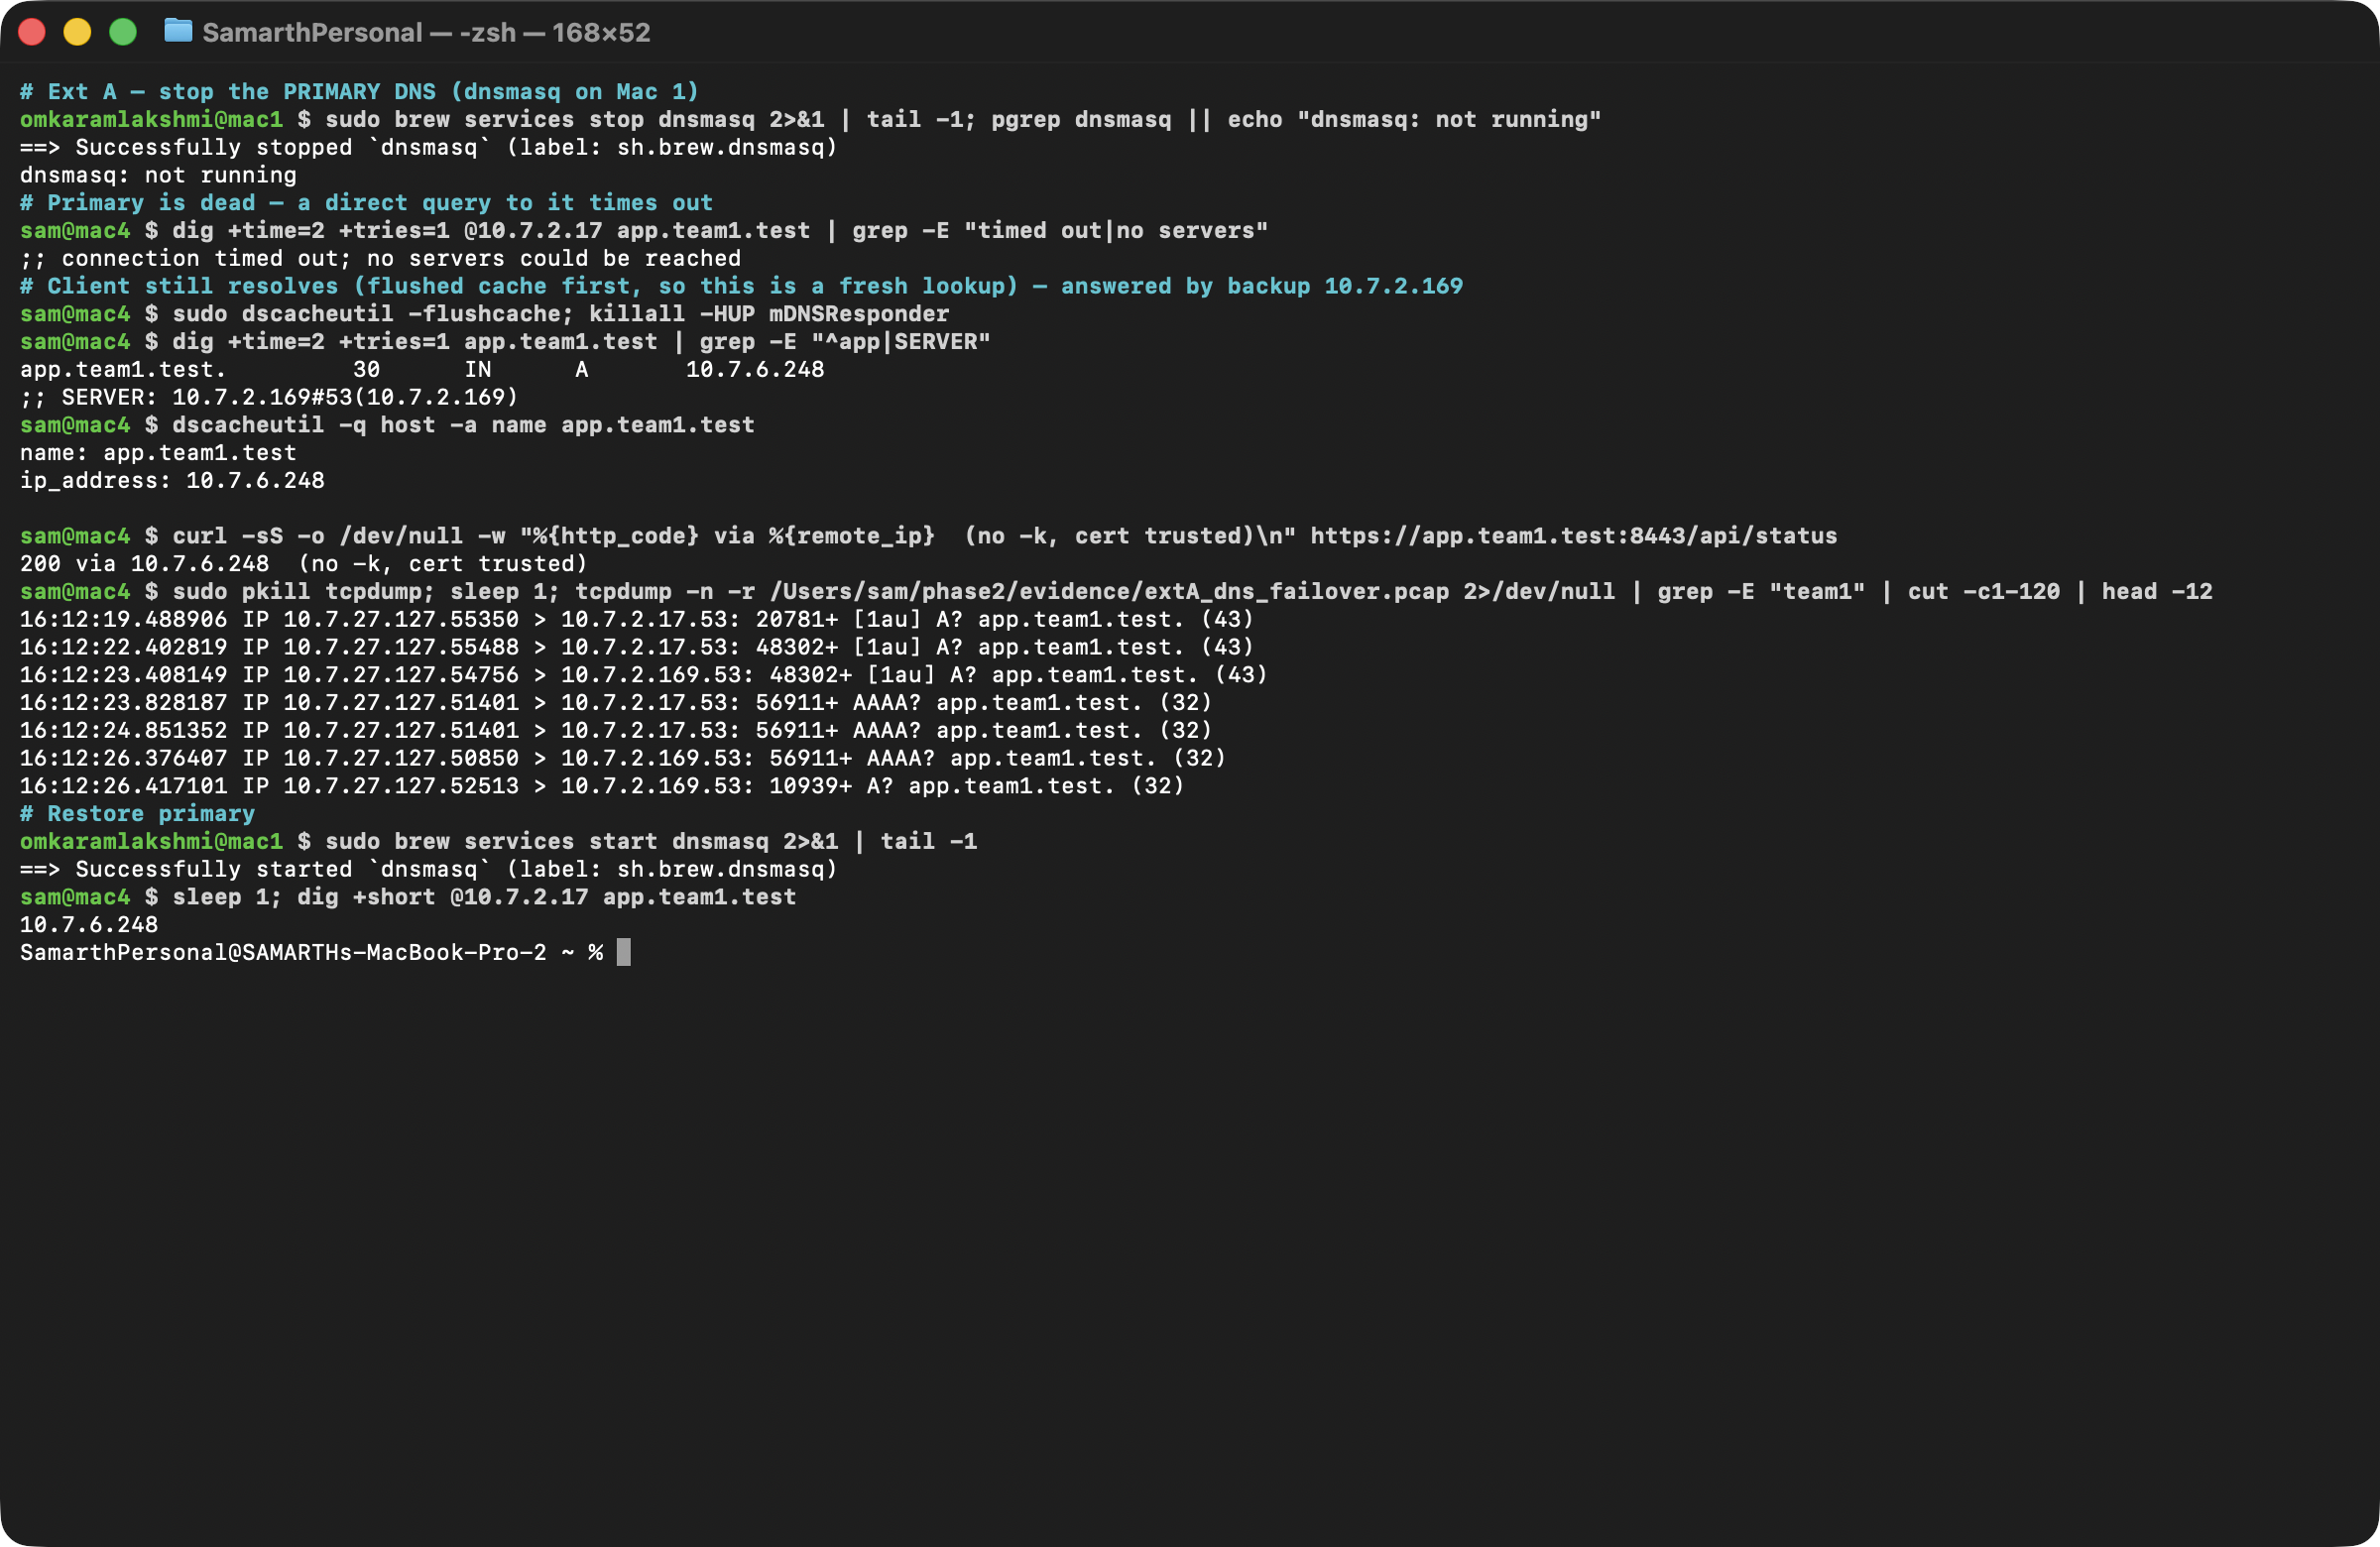 SamarthPersonal — -zsh — 168×52
# Ext A — stop the PRIMARY DNS (dnsmasq on Mac 1)
omkaramlakshmi@mac1 $ sudo brew services stop dnsmasq 2>&1 | tail -1; pgrep dnsmasq || echo "dnsmasq: not running"
==> Successfully stopped `dnsmasq` (label: sh.brew.dnsmasq)
dnsmasq: not running
# Primary is dead — a direct query to it times out
sam@mac4 $ dig +time=2 +tries=1 @10.7.2.17 app.team1.test | grep -E "timed out|no servers"
;; connection timed out; no servers could be reached
# Client still resolves (flushed cache first, so this is a fresh lookup) — answered by backup 10.7.2.169
sam@mac4 $ sudo dscacheutil -flushcache; killall -HUP mDNSResponder
sam@mac4 $ dig +time=2 +tries=1 app.team1.test | grep -E "^app|SERVER"
app.team1.test.         30      IN      A       10.7.6.248
;; SERVER: 10.7.2.169#53(10.7.2.169)
sam@mac4 $ dscacheutil -q host -a name app.team1.test
name: app.team1.test
ip_address: 10.7.6.248
sam@mac4 $ curl -sS -o /dev/null -w "%{http_code} via %{remote_ip}  (no -k, cert trusted)\n" https://app.team1.test:8443/api/status
200 via 10.7.6.248  (no -k, cert trusted)
sam@mac4 $ sudo pkill tcpdump; sleep 1; tcpdump -n -r /Users/sam/phase2/evidence/extA_dns_failover.pcap 2>/dev/null | grep -E "team1" | cut -c1-120 | head -12
16:12:19.488906 IP 10.7.27.127.55350 > 10.7.2.17.53: 20781+ [1au] A? app.team1.test. (43)
16:12:22.402819 IP 10.7.27.127.55488 > 10.7.2.17.53: 48302+ [1au] A? app.team1.test. (43)
16:12:23.408149 IP 10.7.27.127.54756 > 10.7.2.169.53: 48302+ [1au] A? app.team1.test. (43)
16:12:23.828187 IP 10.7.27.127.51401 > 10.7.2.17.53: 56911+ AAAA? app.team1.test. (32)
16:12:24.851352 IP 10.7.27.127.51401 > 10.7.2.17.53: 56911+ AAAA? app.team1.test. (32)
16:12:26.376407 IP 10.7.27.127.50850 > 10.7.2.169.53: 56911+ AAAA? app.team1.test. (32)
16:12:26.417101 IP 10.7.27.127.52513 > 10.7.2.169.53: 10939+ A? app.team1.test. (32)
# Restore primary
omkaramlakshmi@mac1 $ sudo brew services start dnsmasq 2>&1 | tail -1
==> Successfully started `dnsmasq` (label: sh.brew.dnsmasq)
sam@mac4 $ sleep 1; dig +short @10.7.2.17 app.team1.test
10.7.6.248
SamarthPersonal@SAMARTHs-MacBook-Pro-2 ~ %